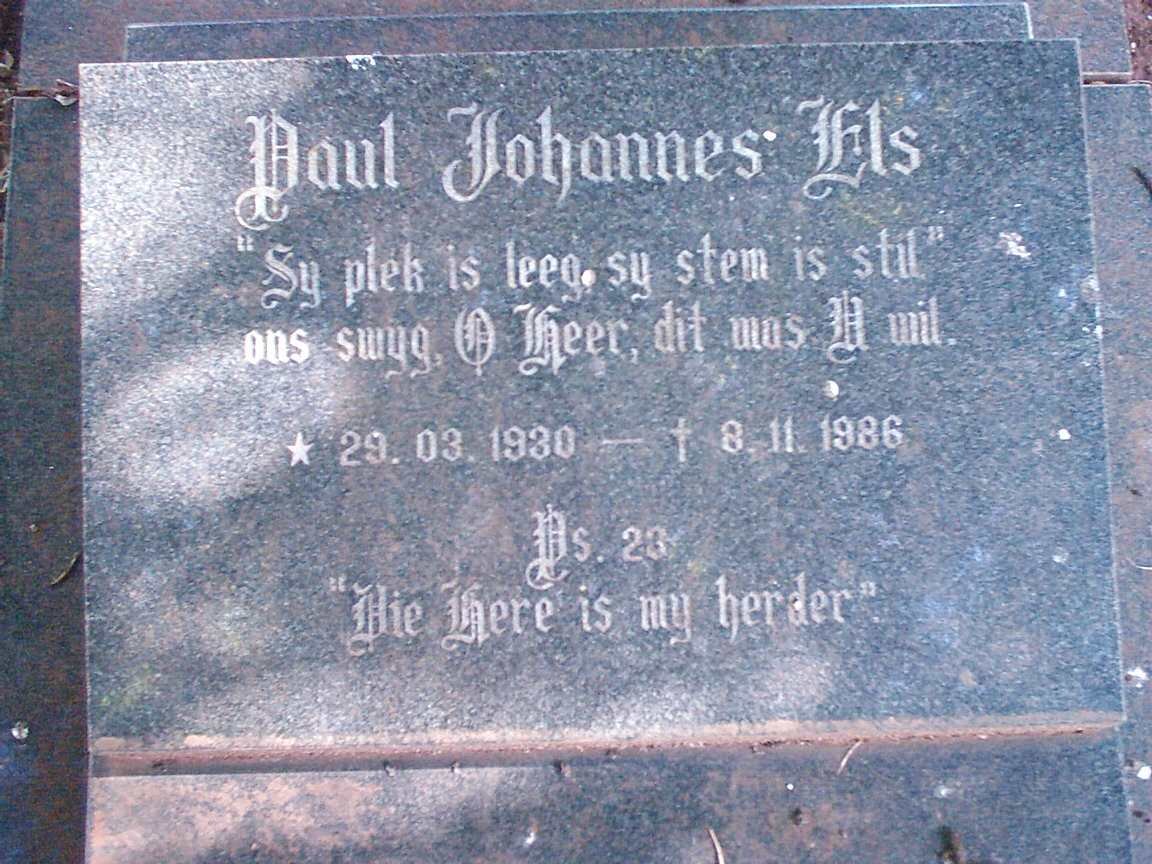 Paul Johannes Els
"Sy plek is leeg, sy stem is stil"
ons swyg, O Heer, dit was U wil.
★ 29. 03. 1930 — † 8. 11. 1986
Ps. 23
"Die Here is my herder".